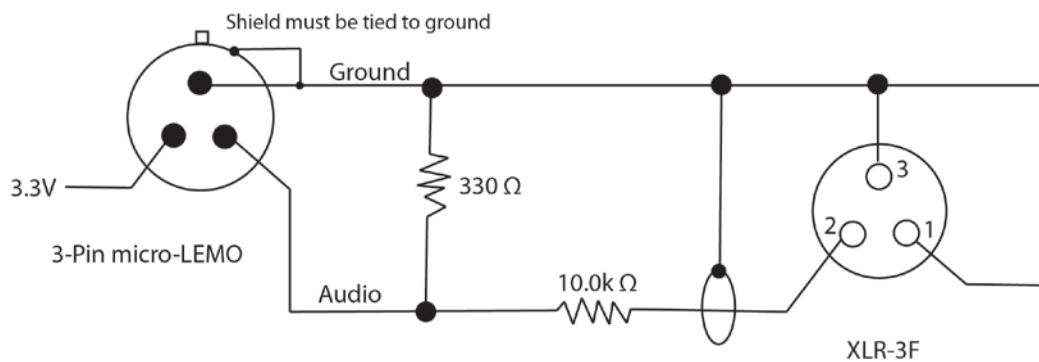 Shield must be tied to ground
Ground
3.3V
330 Ω
3
2
1
3-Pin micro-LEMO
10.0k Ω
Audio
XLR-3F